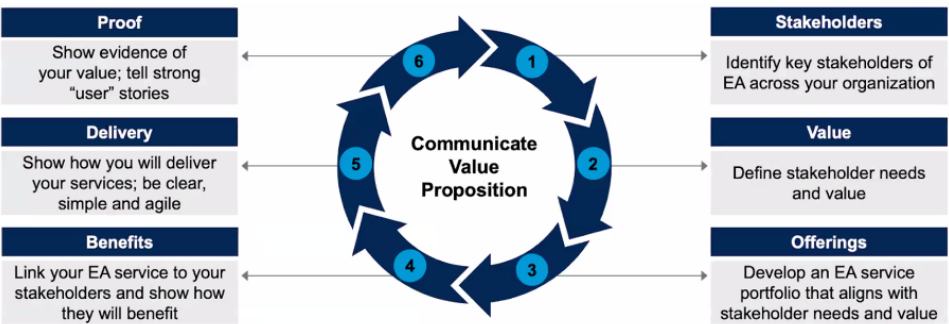 Proof
Show evidence of
your value; tell strong
“user” stories
Delivery
Show how you will deliver
your services; be clear,
simple and agile
Benefits
Link your EA service to your
stakeholders and show how
they will benefit
6
1
5
2
4
3
Communicate
Value
Proposition
Stakeholders
Identify key stakeholders of
EA across your organization
Value
Define stakeholder needs
and value
Offerings
Develop an EA service
portfolio that aligns with
stakeholder needs and value